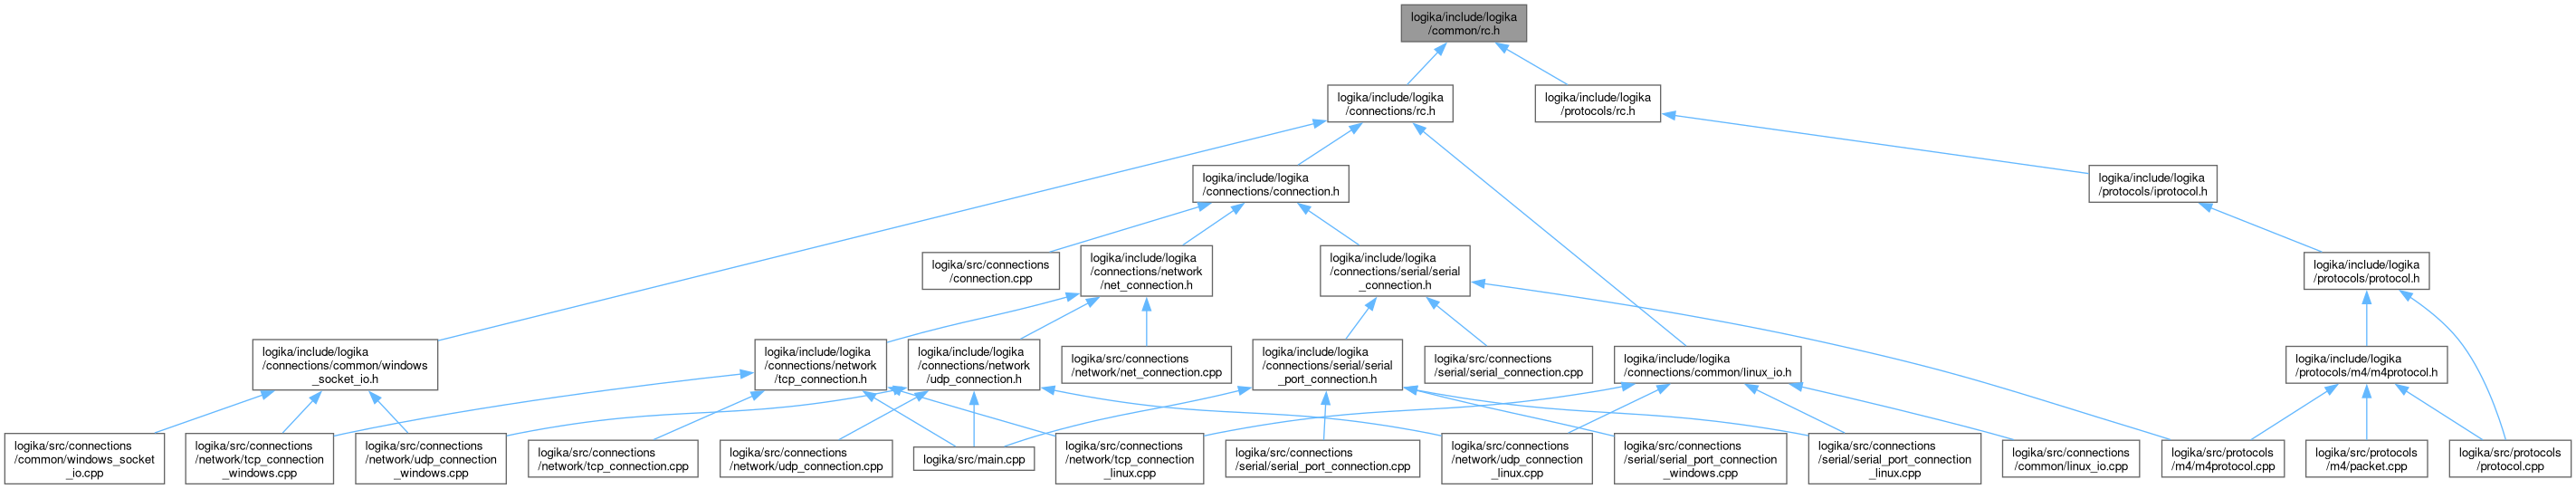 logika/include/logika
/common/rc.h
logika/include/logika
/connections/rc.h
logika/include/logika
/protocols/rc.h
logika/include/logika
/connections/connection.h
logika/include/logika
/protocols/iprotocol.h
logika/src/connections
/connection.cpp
logika/include/logika
/connections/network
/net_connection.h
logika/include/logika
/connections/serial/serial
_connection.h
logika/include/logika
/protocols/protocol.h
logika/include/logika
/connections/common/windows
_socket_io.h
logika/include/logika
/connections/network
/tcp_connection.h
logika/include/logika
/connections/network
/udp_connection.h
logika/src/connections
/network/net_connection.cpp
logika/include/logika
/connections/serial/serial
_port_connection.h
logika/src/connections
/serial/serial_connection.cpp
logika/include/logika
/connections/common/linux_io.h
logika/include/logika
/protocols/m4/m4protocol.h
logika/src/connections
/common/windows_socket
_io.cpp
logika/src/connections
/network/tcp_connection
_windows.cpp
logika/src/connections
/network/udp_connection
_windows.cpp
logika/src/connections
/network/tcp_connection.cpp
logika/src/connections
/network/udp_connection.cpp
logika/src/main.cpp
logika/src/connections
/network/tcp_connection
_linux.cpp
logika/src/connections
/serial/serial_port_connection.cpp
logika/src/connections
/network/udp_connection
_linux.cpp
logika/src/connections
/serial/serial_port_connection
_windows.cpp
logika/src/connections
/serial/serial_port_connection
_linux.cpp
logika/src/connections
/common/linux_io.cpp
logika/src/protocols
/m4/m4protocol.cpp
logika/src/protocols
/m4/packet.cpp
logika/src/protocols
/protocol.cpp